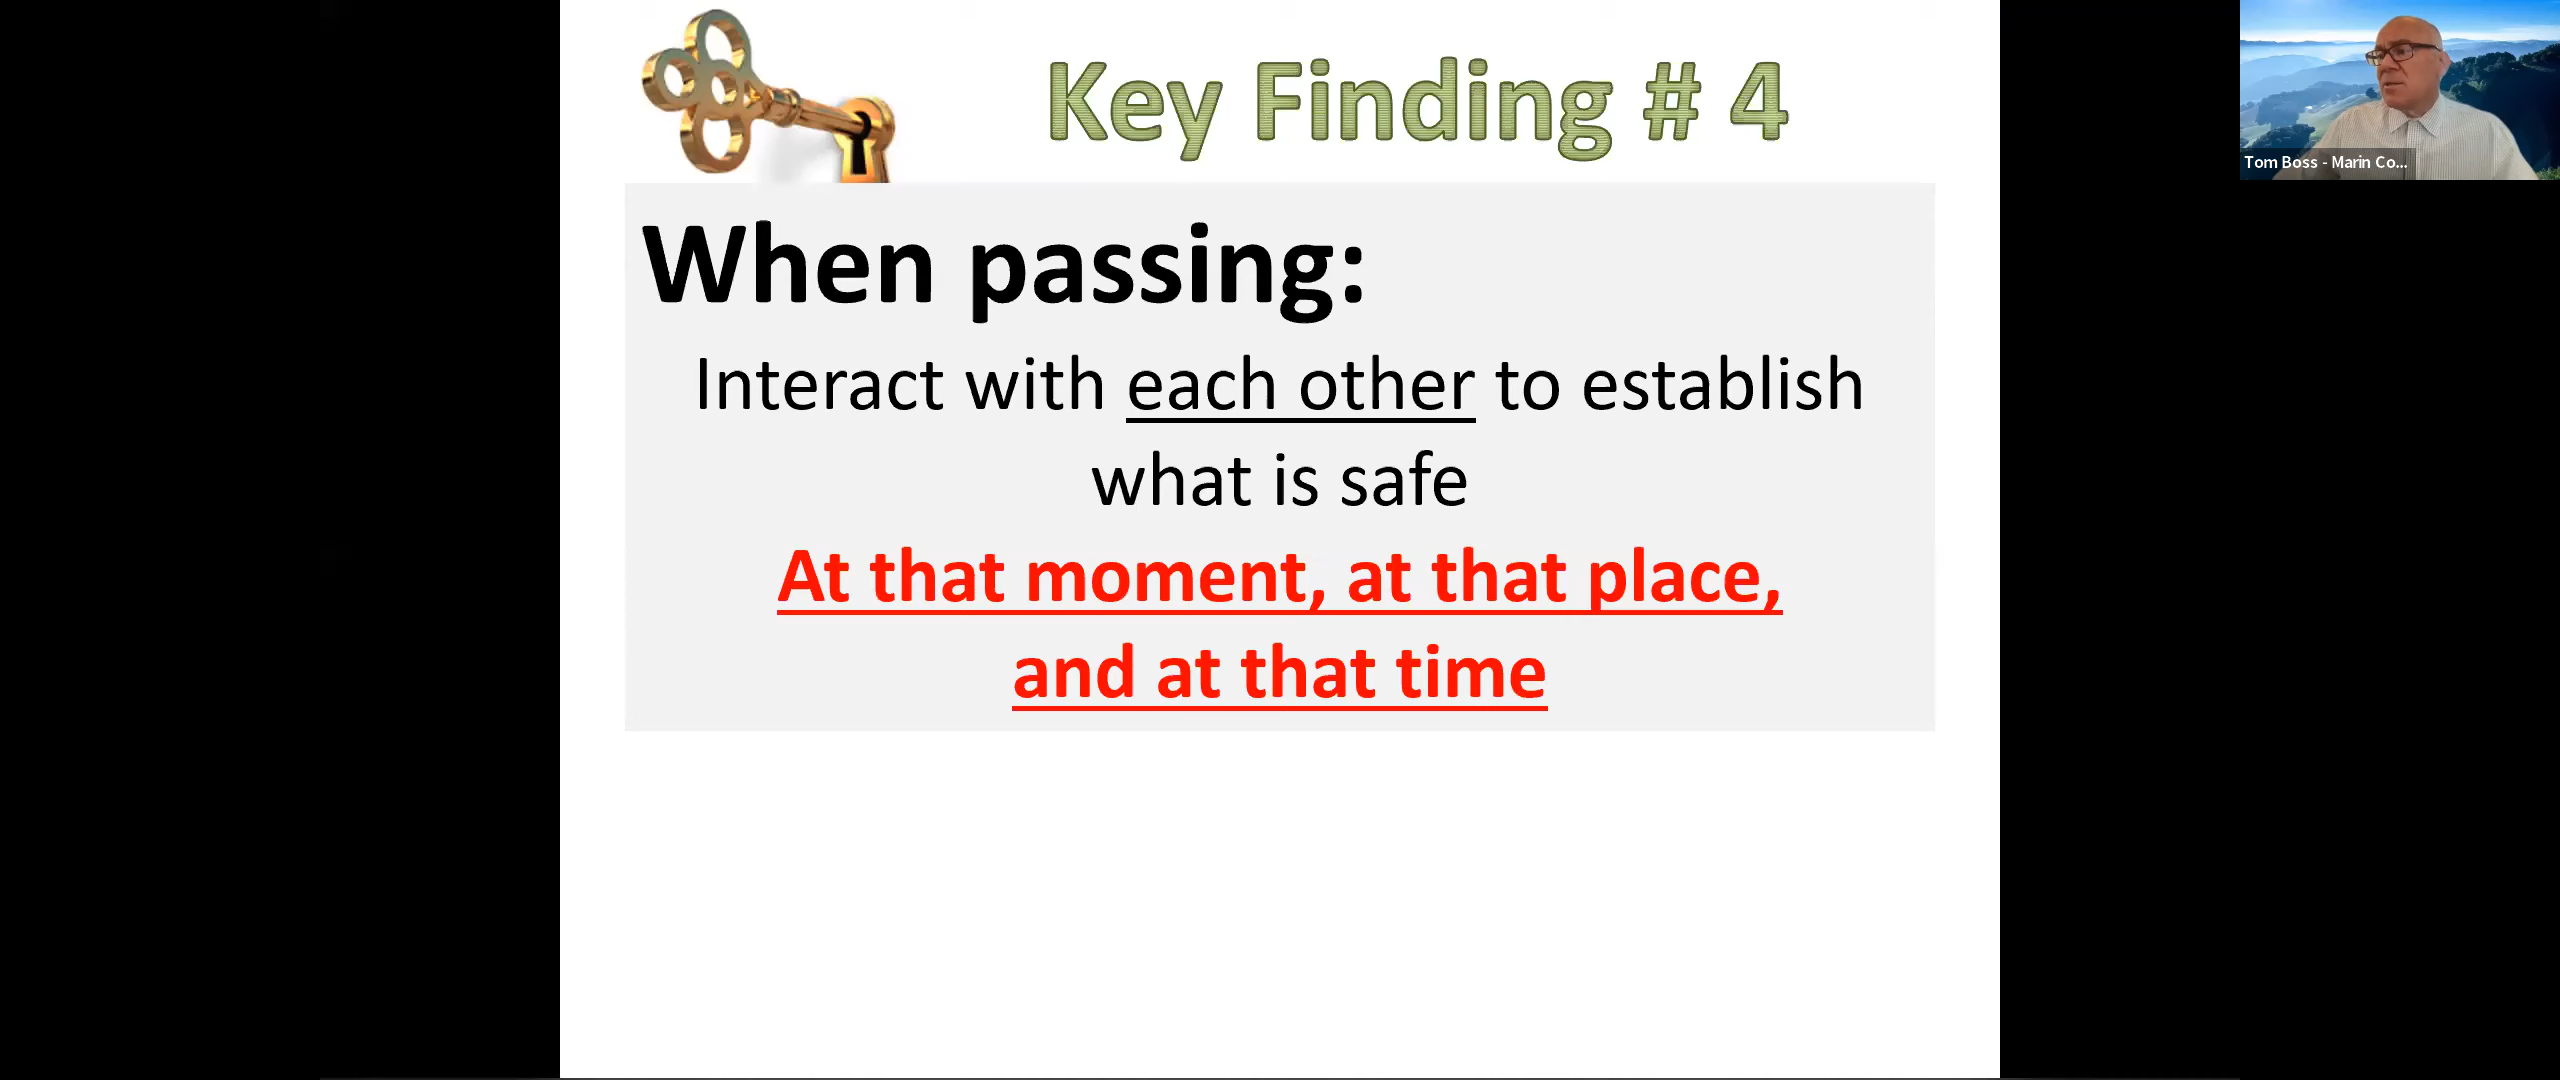 Key Finding # 4
When passing:
Interact with each other to establish
what is safe
At that moment, at that place,
and at that time
Tom Boss - Marin Co...